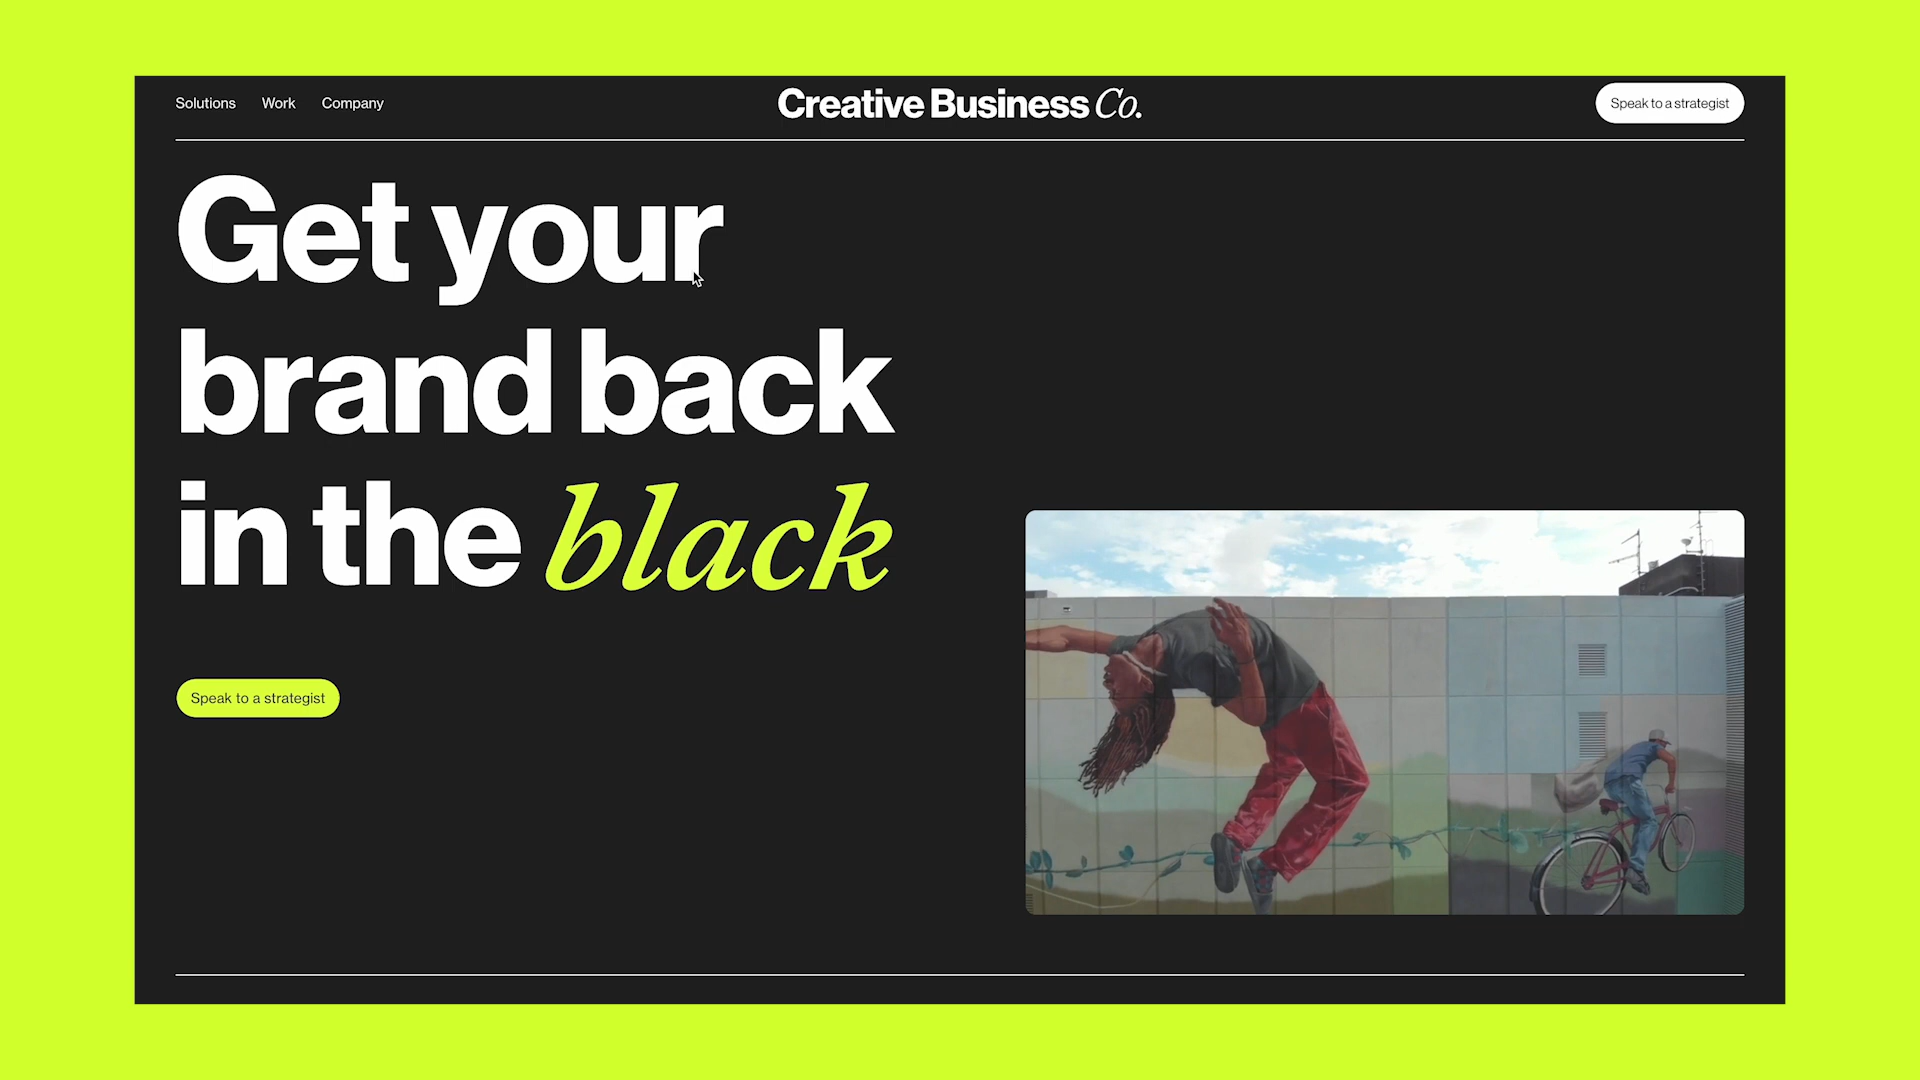 Solutions Work Company
Creative Business Co.
Speak to a strategist
Get your
brand back
in the black
Speak to a strategist